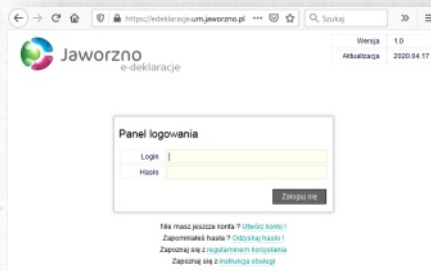 https://edeklaracje.um.jaworzno.pl
Szukaj
Wersja 1.0
Aktualizacja 2020.04.17
Jaworzno
e-deklaracje
Panel logowania
Login
Hasło
Zaloguj się
Nie masz jeszcze konta ? Utwórz konto !
Zapomniałeś hasła ? Odzyskaj hasło !
Zapoznaj się z regulaminem korzystania
Zapoznaj się z instrukcją obsługi